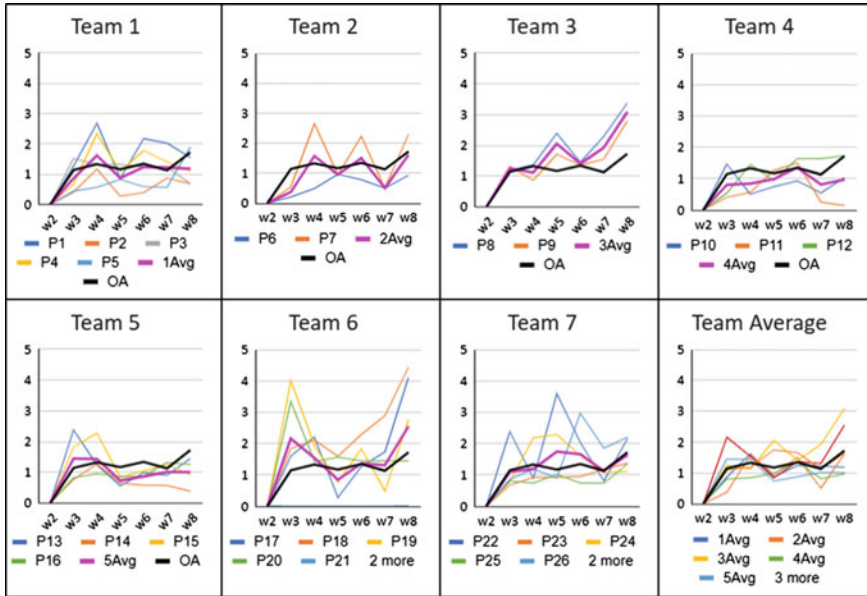 Team 1
5
4
3
2
1
0
w2 w3 w4 w5 w6 w7 w8
P1 P2 P3
P4 P5 1Avg
OA
Team 2
5
4
3
2
1
0
w2 w3 w4 w5 w6 w7 w8
P6 P7 2Avg
OA
Team 3
5
4
3
2
1
0
w2 w3 w4 w5 w6 w7 w8
P8 P9 3Avg
OA
Team 4
5
4
3
2
1
0
w2 w3 w4 w5 w6 w7 w8
P10 P11 P12
4Avg OA
Team 5
5
4
3
2
1
0
w2 w3 w4 w5 w6 w7 w8
P13 P14 P15
P16 5Avg OA
Team 6
5
4
3
2
1
0
w2 w3 w4 w5 w6 w7 w8
P17 P18 P19
P20 P21 2 more
Team 7
5
4
3
2
1
0
w2 w3 w4 w5 w6 w7 w8
P22 P23 P24
P25 P26 2 more
Team Average
5
4
3
2
1
0
w2 w3 w4 w5 w6 w7 w8
1Avg 2Avg
3Avg 4Avg
5Avg 3 more